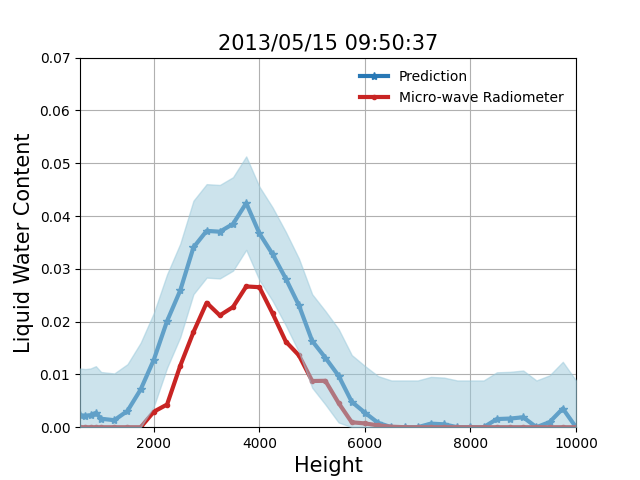 2013/05/15 09:50:37
Prediction
Micro-wave Radiometer
Liquid Water Content
0.07
0.06
0.05
0.04
0.03
0.02
0.01
0.00
2000 4000 6000 8000 10000
Height